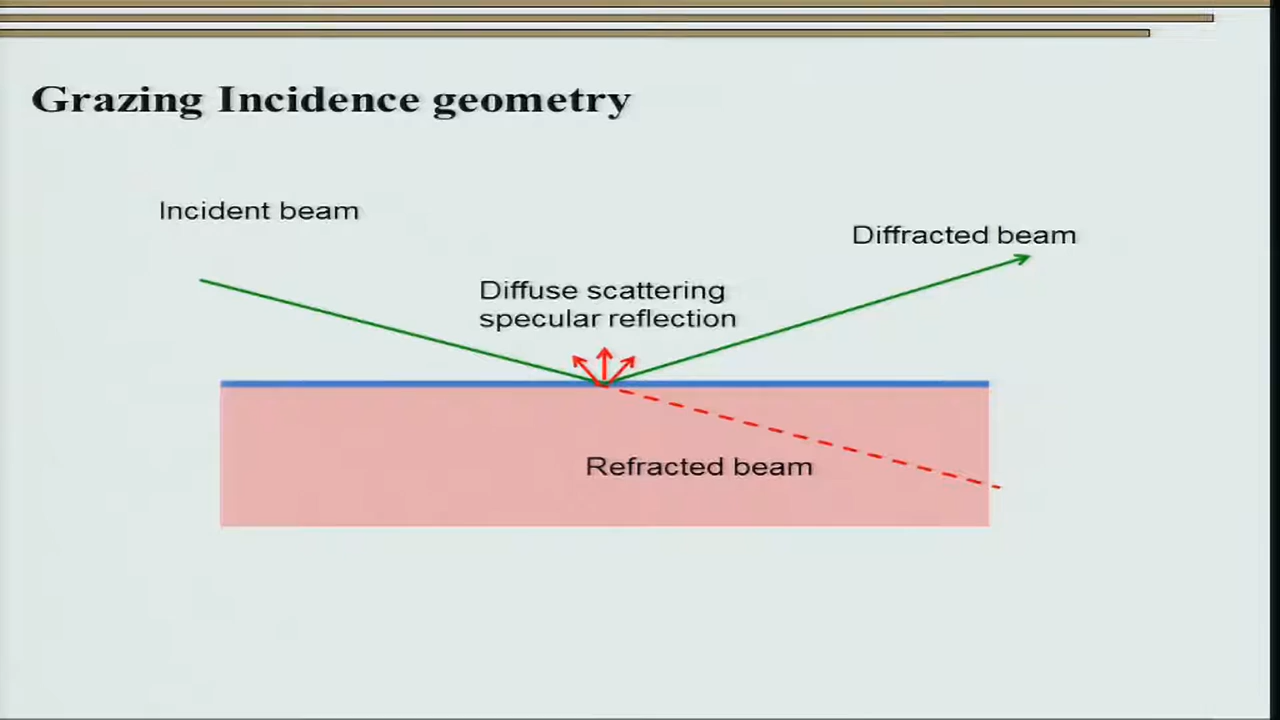 Grazing Incidence geometry
Incident beam
Diffracted beam
Diffuse scattering
specular reflection
Refracted beam